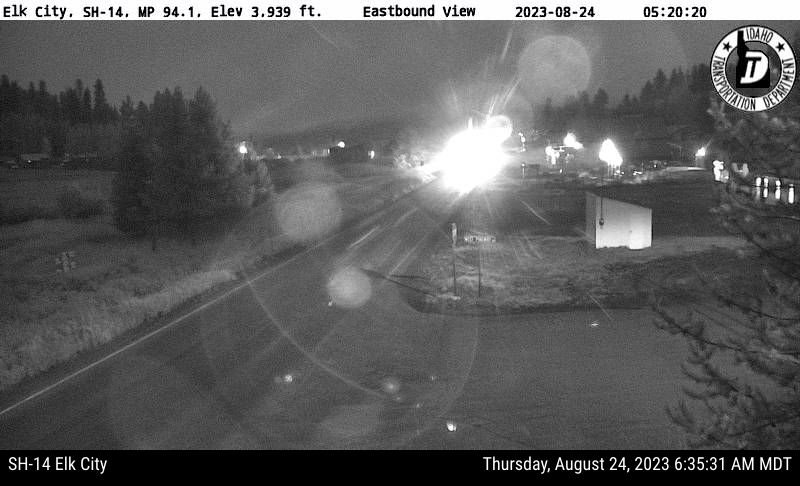 Elk City, SH-14, MP 94.1, Elev 3,939 ft. Eastbound View 2023-08-24 05:20:20
IDAHO
TRANSPORTATION DEPARTMENT
SH-14 Elk City Thursday, August 24, 2023 6:35:31 AM MDT